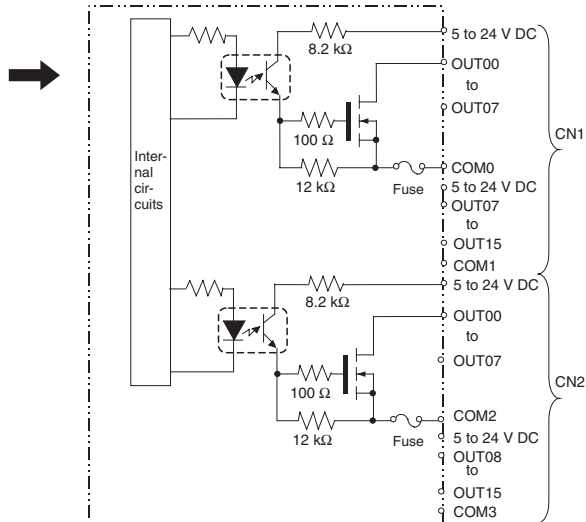 5 to 24 V DC
8.2 kΩ
OUT00
to
OUT07
100 Ω
Inter-
nal
cir-
cuits
COM0
12 kΩ
Fuse
5 to 24 V DC
OUT07
to
OUT15
COM1
CN1
5 to 24 V DC
8.2 kΩ
OUT00
to
OUT07
100 Ω
COM2
12 kΩ
Fuse
5 to 24 V DC
OUT08
to
OUT15
COM3
CN2